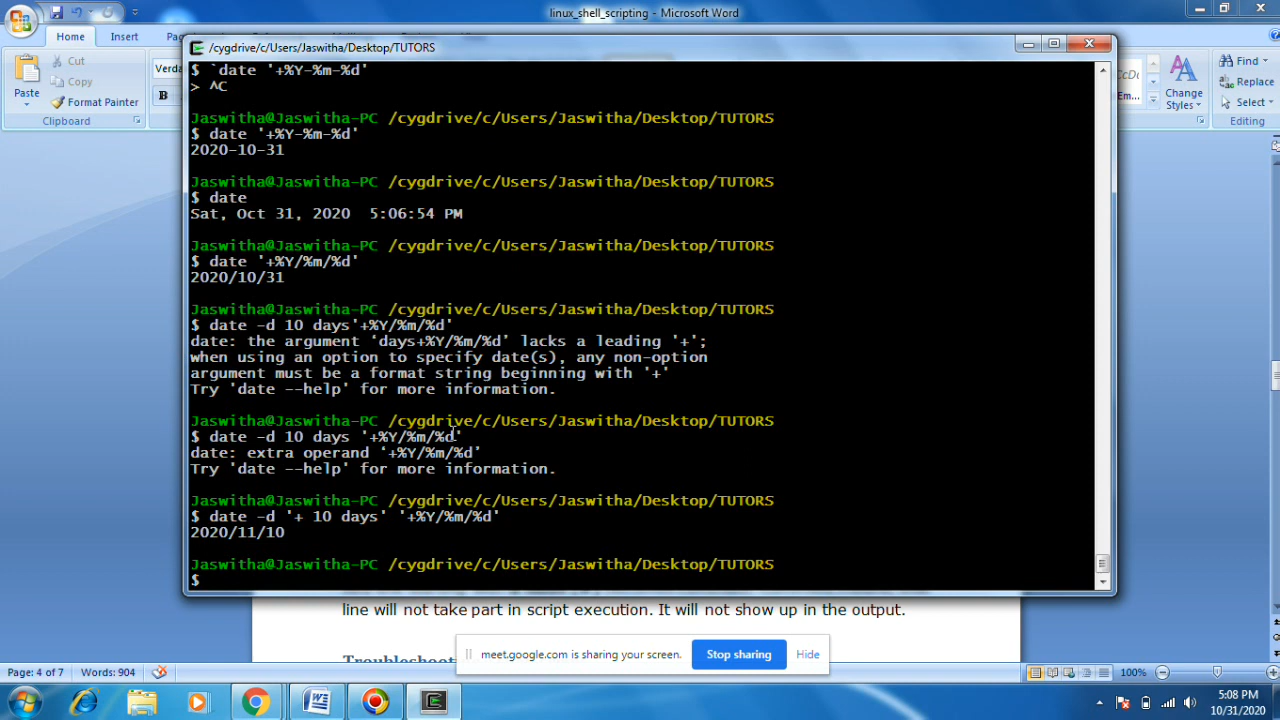 linux_shell_scripting - Microsoft Word
Home
Insert
Cut
Copy
Format Painter
Paste
Clipboard
Verda
B
Change
Styles
Find
Replace
Select
Editing
/cygdrive/c/Users/Jaswitha/Desktop/TUTORS
$ `date '+%Y-%m-%d'
> ^C
Jaswitha@Jaswitha-PC /cygdrive/c/Users/Jaswitha/Desktop/TUTORS
$ date '+%Y-%m-%d'
2020-10-31
Jaswitha@Jaswitha-PC /cygdrive/c/Users/Jaswitha/Desktop/TUTORS
$ date
Sat, Oct 31, 2020  5:06:54 PM
Jaswitha@Jaswitha-PC /cygdrive/c/Users/Jaswitha/Desktop/TUTORS
$ date '+%Y/%m/%d'
2020/10/31
Jaswitha@Jaswitha-PC /cygdrive/c/Users/Jaswitha/Desktop/TUTORS
$ date -d 10 days'+%Y/%m/%d'
date: the argument ‘days+%Y/%m/%d’ lacks a leading '+';
when using an option to specify date(s), any non-option
argument must be a format string beginning with '+'
Try 'date --help' for more information.
Jaswitha@Jaswitha-PC /cygdrive/c/Users/Jaswitha/Desktop/TUTORS
$ date -d 10 days '+%Y/%m/%d'
date: extra operand ‘+%Y/%m/%d’
Try 'date --help' for more information.
Jaswitha@Jaswitha-PC /cygdrive/c/Users/Jaswitha/Desktop/TUTORS
$ date -d '+ 10 days' '+%Y/%m/%d'
2020/11/10
Jaswitha@Jaswitha-PC /cygdrive/c/Users/Jaswitha/Desktop/TUTORS
$
line will not take part in script execution. It will not show up in the output.
meet.google.com is sharing your screen.
Stop sharing
Hide
Page: 4 of 7
Words: 904
100%
5:08 PM
10/31/2020